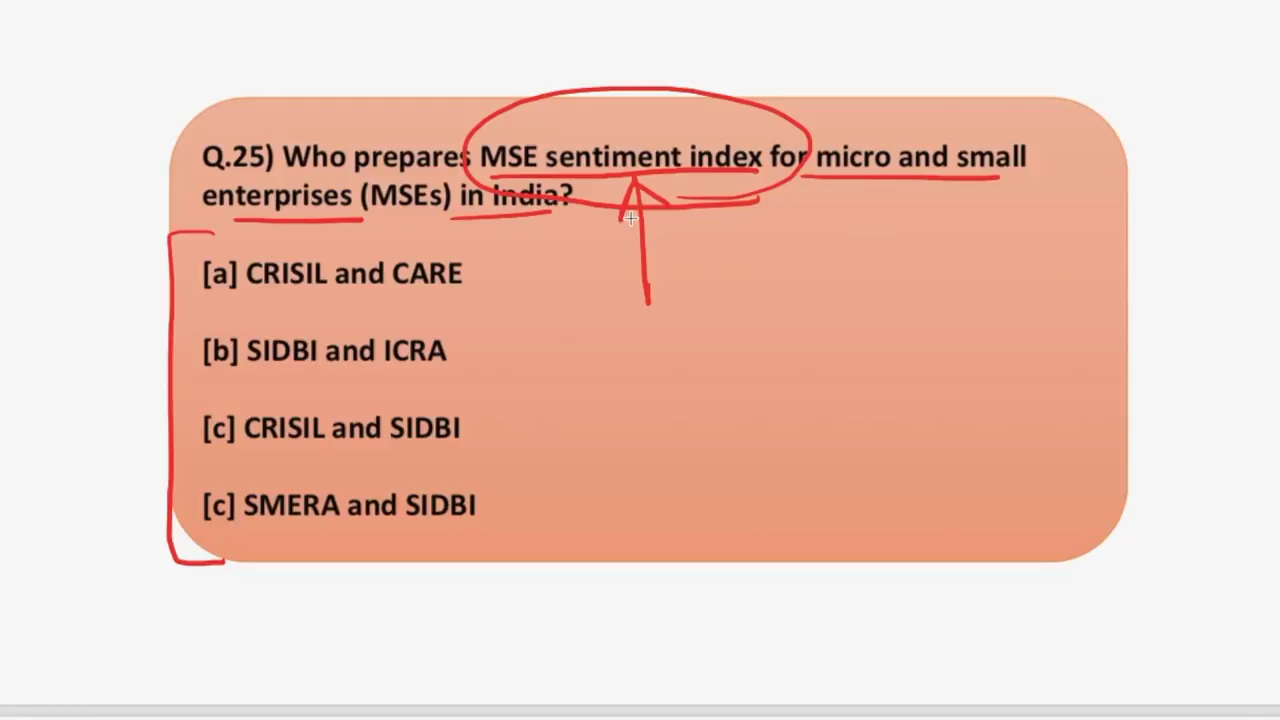 Q.25) Who prepares MSE sentiment index for micro and small
enterprises (MSEs) in India?
[a] CRISIL and CARE
[b] SIDBI and ICRA
[c] CRISIL and SIDBI
[c] SMERA and SIDBI